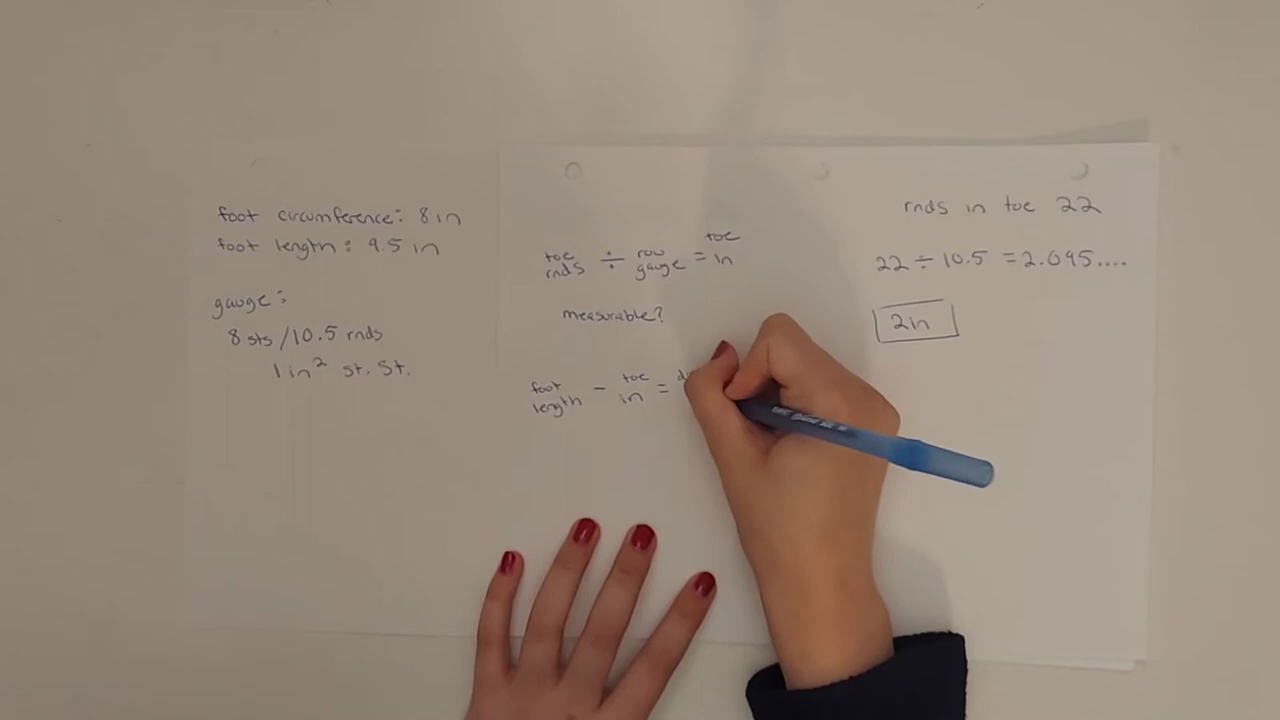 foot circumference: 8 in
foot length: 9.5 in
gauge:
8 sts/10.5 rnds
1 in² st. St.
toe rnds ÷ row gauge = toe in
measurable?
foot length - toe in =
rnds in toe 22
22 ÷ 10.5 = 2.095....
2in